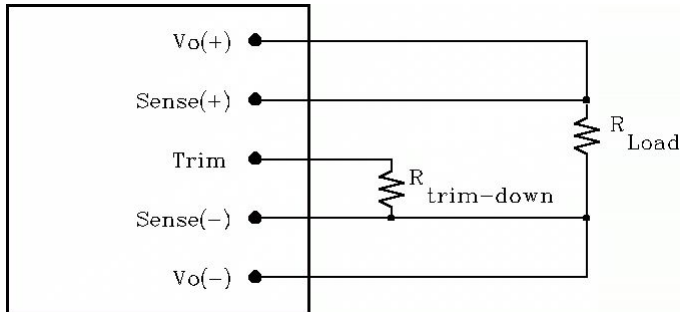 Vo(+)
Sense(+)
Trim
Sense(−)
Vo(−)
R
Load
R
trim−down